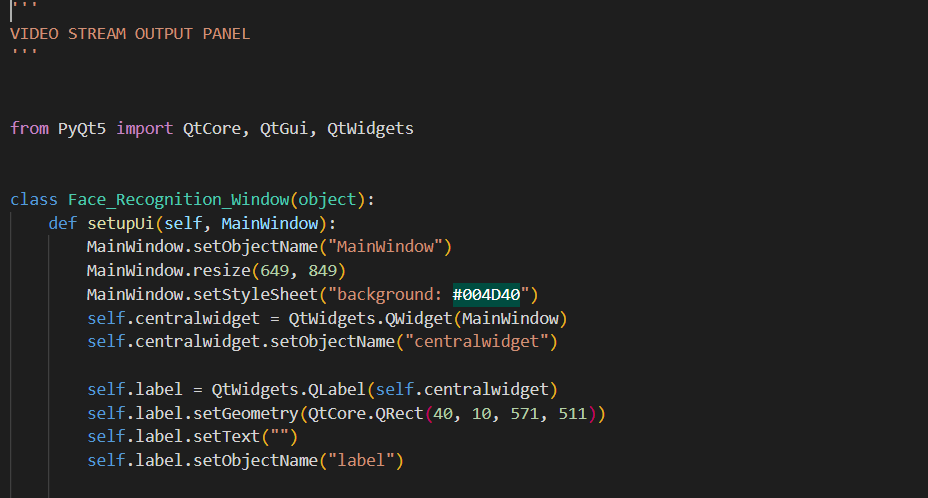 '''
VIDEO STREAM OUTPUT PANEL
'''
from PyQt5 import QtCore, QtGui, QtWidgets
class Face_Recognition_Window(object):
def setupUi(self, MainWindow):
MainWindow.setObjectName("MainWindow")
MainWindow.resize(649, 849)
MainWindow.setStyleSheet("background: #004D40")
self.centralwidget = QtWidgets.QWidget(MainWindow)
self.centralwidget.setObjectName("centralwidget")
self.label = QtWidgets.QLabel(self.centralwidget)
self.label.setGeometry(QtCore.QRect(40, 10, 571, 511))
self.label.setText("")
self.label.setObjectName("label")